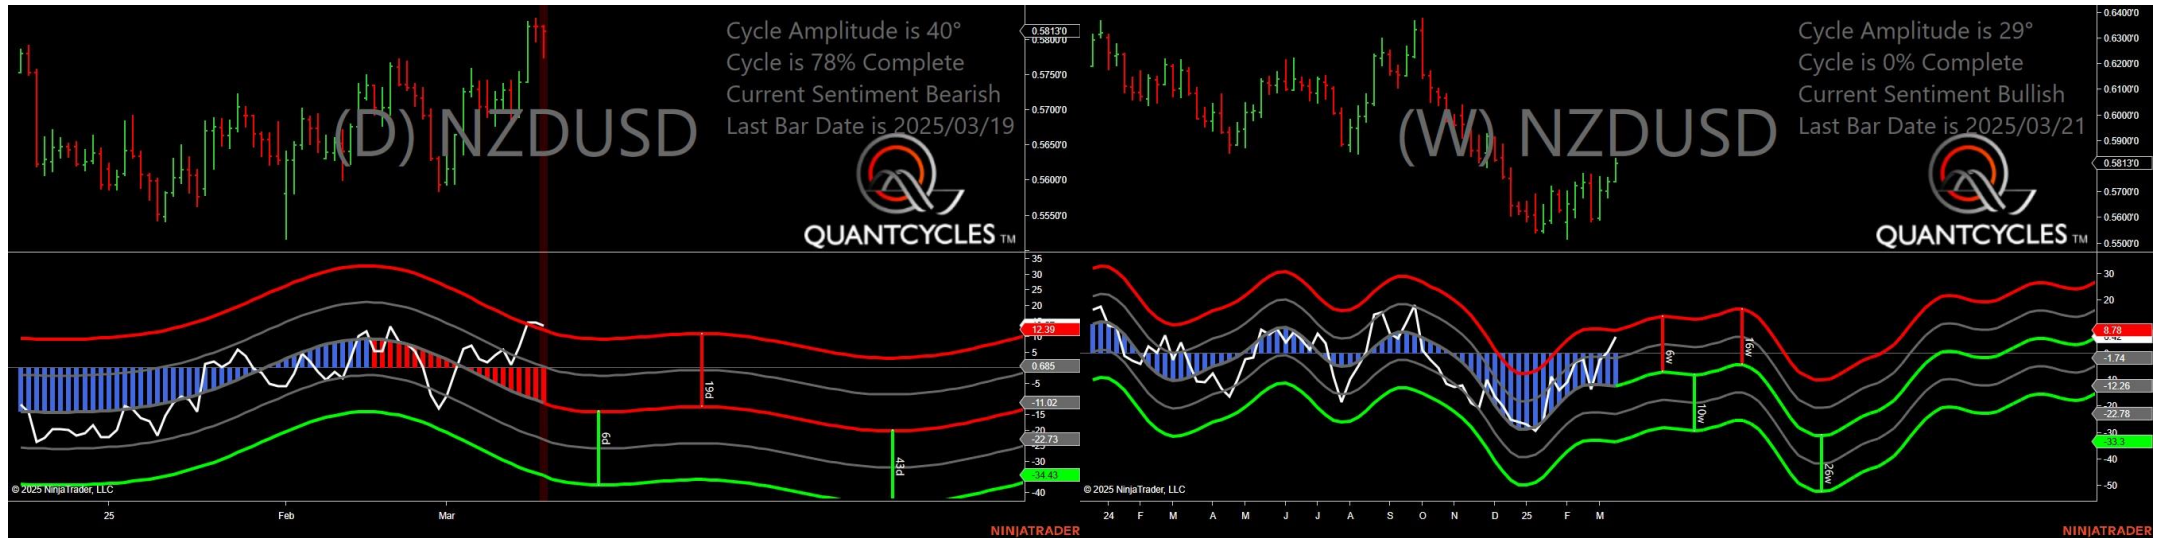 Cycle Amplitude is 40°
Cycle is 78% Complete
Current Sentiment Bearish
Last Bar Date is 2025/03/19
(D) NZDUSD
QUANTCYCLES TM
0.5813'0
0.5800'0
0.5750'0
0.5700'0
0.5650'0
0.5600'0
0.5550'0
35
30
25
20
12.39
10
5
0.685
-5
-11.02
-15
-20
-22.73
-25
-30
-34.43
-40
19d
6d
43d
© 2025 NinjaTrader, LLC
25 Feb Mar
NINJATRADER
Cycle Amplitude is 29°
Cycle is 0% Complete
Current Sentiment Bullish
Last Bar Date is 2025/03/21
(W) NZDUSD
QUANTCYCLES TM
0.6400'0
0.6300'0
0.6200'0
0.6100'0
0.6000'0
0.5900'0
0.5813'0
0.5700'0
0.5600'0
0.5500'0
30
20
8.78
-1.74
-12.26
-20
-22.78
-30
-33.3
-40
-50
6w
16w
10w
26w
© 2025 NinjaTrader, LLC
24 F M A M J J A S O N D 25 F M
NINJATRADER